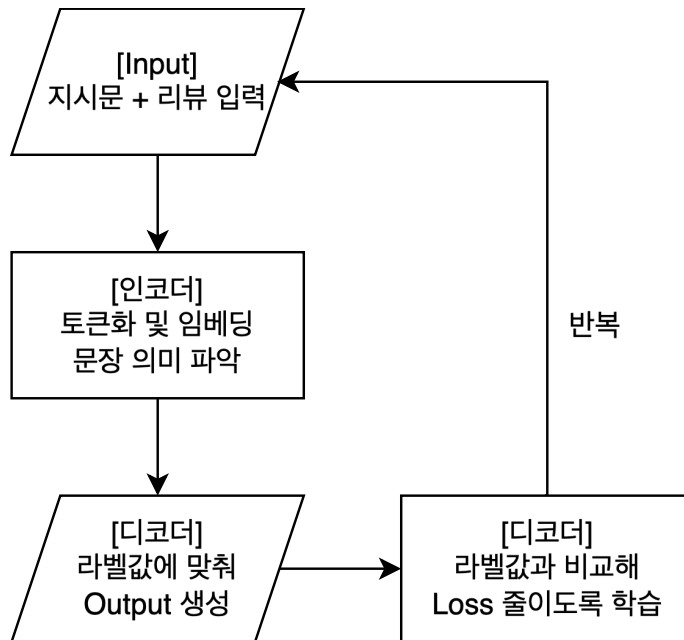 [Input]
지시문 + 리뷰 입력
[인코더]
토큰화 및 임베딩
문장 의미 파악
반복
[디코더]
라벨값에 맞춰
Output 생성
[디코더]
라벨값과 비교해
Loss 줄이도록 학습